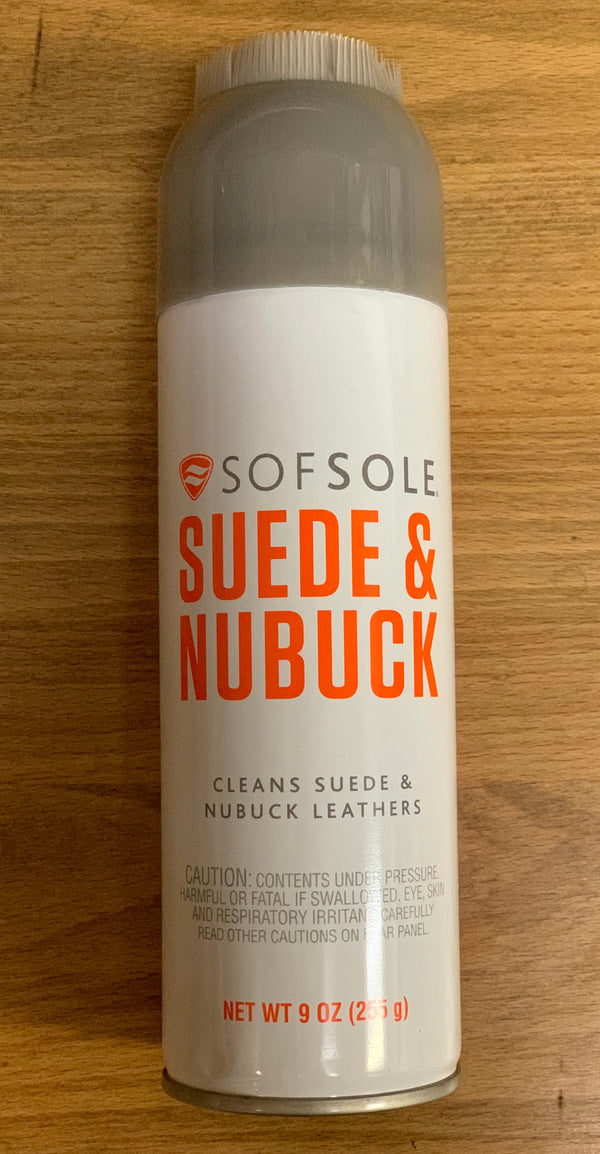 SOFSOLE®
SUEDE &
NUBUCK
CLEANS SUEDE &
NUBUCK LEATHERS
CAUTION: CONTENTS UNDER PRESSURE.
HARMFUL OR FATAL IF SWALLOWED. EYE, SKIN
AND RESPIRATORY IRRITANT. CAREFULLY
READ OTHER CAUTIONS ON REAR PANEL.
NET WT 9 OZ (255 g)